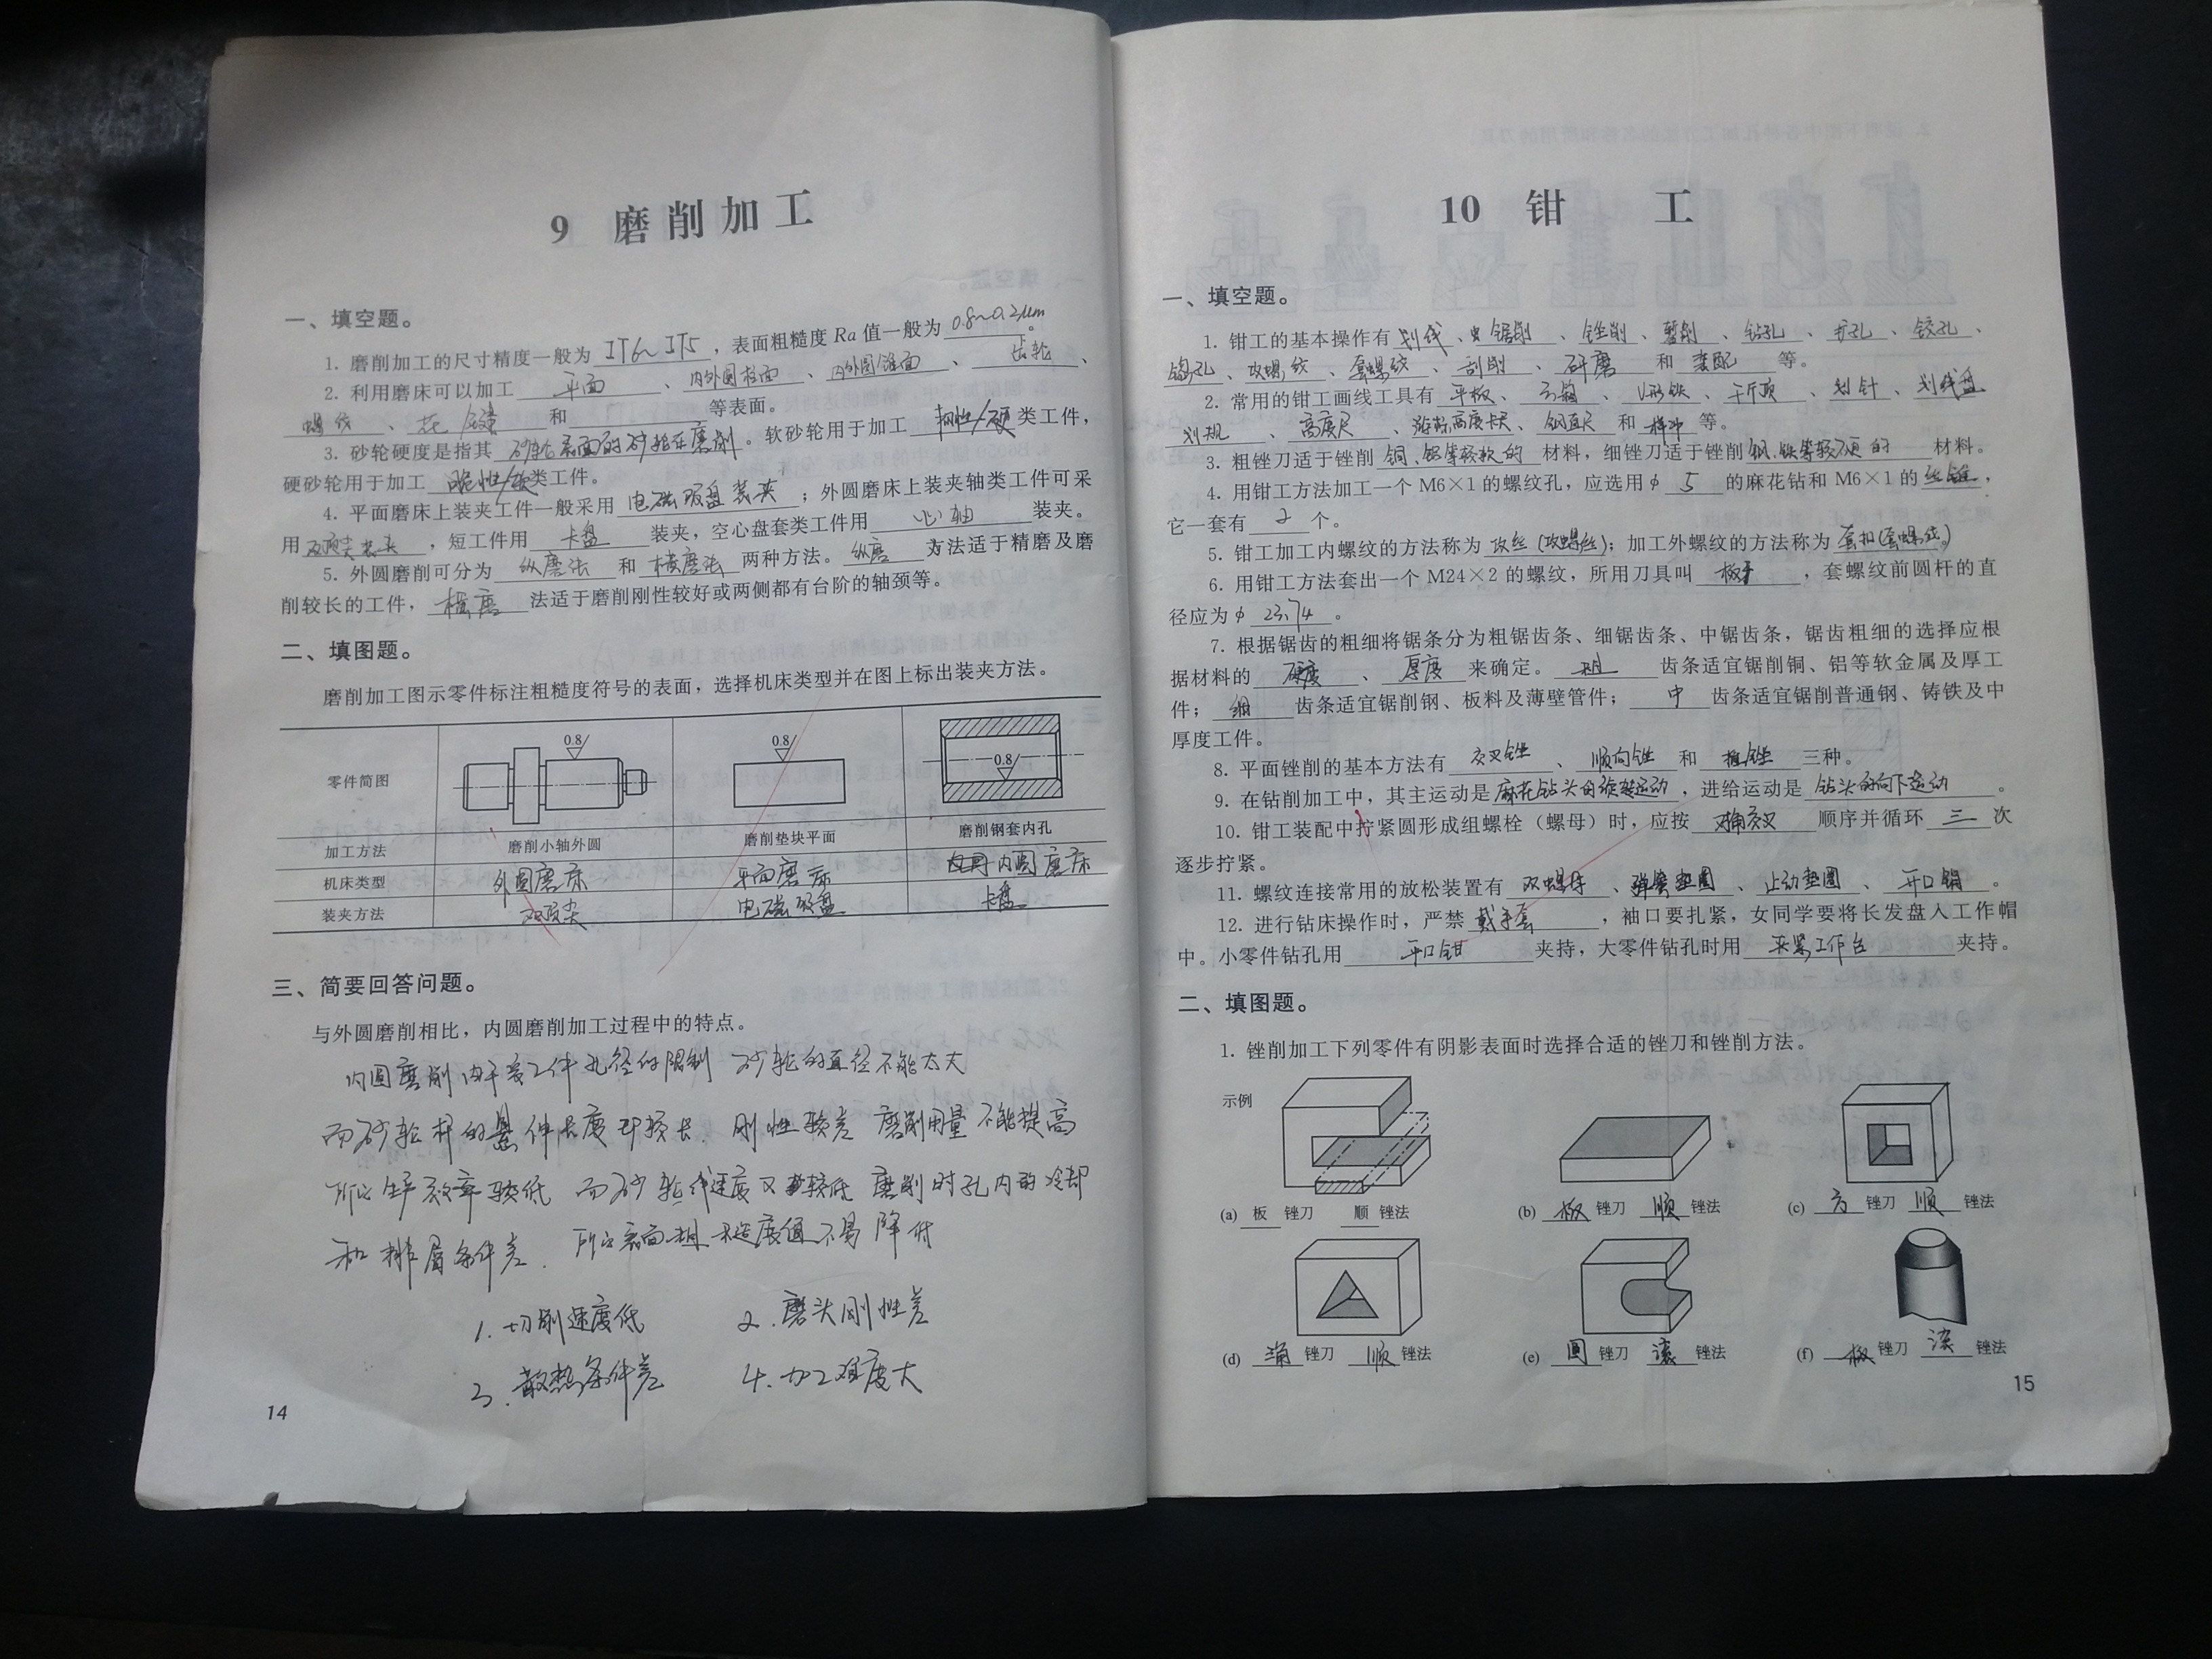 9 磨削加工
一、填空题。
1. 磨削加工的尺寸精度一般为 IT6~IT5 ，表面粗糙度 Ra 值一般为 0.8~0.2μm 。
2. 利用磨床可以加工 平面 、内外圆柱面 、内外圆锥面 、 齿轮 、
螺纹 、花键 和 等表面。
3. 砂轮硬度是指其 砂轮表面的砂粒在磨削 。软砂轮用于加工 韧性/硬 类工件，
硬砂轮用于加工 脆性/ 类工件。
4. 平面磨床上装夹工件一般采用 电磁吸盘装夹 ；外圆磨床上装夹轴类工件可采
用 双顶尖装夹 ，短工件用 卡盘 装夹，空心盘套类工件用 心轴 装夹。
5. 外圆磨削可分为 纵磨法 和 横磨法 两种方法。 纵磨 方法适于精磨及磨
削较长的工件， 横磨 法适于磨削刚性较好或两侧都有台阶的轴颈等。
二、填图题。
磨削加工图示零件标注粗糙度符号的表面，选择机床类型并在图上标出装夹方法。
零件简图 0.8 0.8 0.8
加工方法 磨削小轴外圆 磨削垫块平面 磨削钢套内孔
机床类型 外圆磨床 平面磨床 内圆磨床
装夹方法 双顶尖 电磁吸盘 卡盘
三、简要回答问题。
与外圆磨削相比，内圆磨削加工过程中的特点。
内圆磨削由于受工件孔径的限制 砂轮的直径不能太大
而砂轮杆的悬伸长度又较长. 刚性较差 磨削用量不能提高
所以生产效率较低 而砂轮线速度又较低 磨削时孔内的冷却
和排屑条件差. 所以表面粗糙度值不易降低
1. 切削速度低 2. 磨头刚性差
3. 散热条件差 4. 加工难度大
14
10 钳 工
一、填空题。
1. 钳工的基本操作有 划线 、锯削 、锉削 、錾削 、钻孔 、扩孔 、铰孔 、
锪孔 、攻螺纹 、套螺纹 、刮削 、研磨 和 装配 等。
2. 常用的钳工画线工具有 平板 、方箱 、V形铁 、千斤顶 、划针 、划线盘
划规 、高度尺 、游标高度卡尺 、钢直尺 和 样冲 等。
3. 粗锉刀适于锉削 铜、铝等较软的 材料，细锉刀适于锉削 钢、铁等较硬的 材料。
4. 用钳工方法加工一个 M6×1 的螺纹孔，应选用 φ 5 的麻花钻和 M6×1 的 丝锥 ，
它一套有 2 个。
5. 钳工加工内螺纹的方法称为 攻丝(攻螺丝) ；加工外螺纹的方法称为 套扣(套螺纹) 。
6. 用钳工方法套出一个 M24×2 的螺纹，所用刀具叫 板牙 ，套螺纹前圆杆的直
径应为 φ 23.74 。
7. 根据锯齿的粗细将锯条分为粗锯齿条、细锯齿条、中锯齿条，锯齿粗细的选择应根
据材料的 硬度 、 厚度 来确定。 粗 齿条适宜锯削铜、铝等软金属及厚工
件； 细 齿条适宜锯削钢、板料及薄壁管件； 中 齿条适宜锯削普通钢、铸铁及中
厚度工件。
8. 平面锉削的基本方法有 交叉锉 、 顺向锉 和 推锉 三种。
9. 在钻削加工中，其主运动是 麻花钻头的旋转运动 ，进给运动是 钻头的向下运动 。
10. 钳工装配中拧紧圆形成组螺栓（螺母）时，应按 对角交叉 顺序并循环 三 次
逐步拧紧。
11. 螺纹连接常用的放松装置有 双螺母 、弹簧垫圈 、止动垫圈 、 开口销 。
12. 进行钻床操作时，严禁 戴手套 ，袖口要扎紧，女同学要将长发盘入工作帽
中。小零件钻孔用 平口钳 夹持，大零件钻孔时用 夹紧工作台 夹持。
二、填图题。
1. 锉削加工下列零件有阴影表面时选择合适的锉刀和锉削方法。
示例
(a) 板 锉刀 顺 锉法 (b) 板 锉刀 顺 锉法 (c) 方 锉刀 顺 锉法
(d) 锉刀 顺 锉法 (e) 圆 锉刀 滚 锉法 (f) 板 锉刀 滚 锉法
15